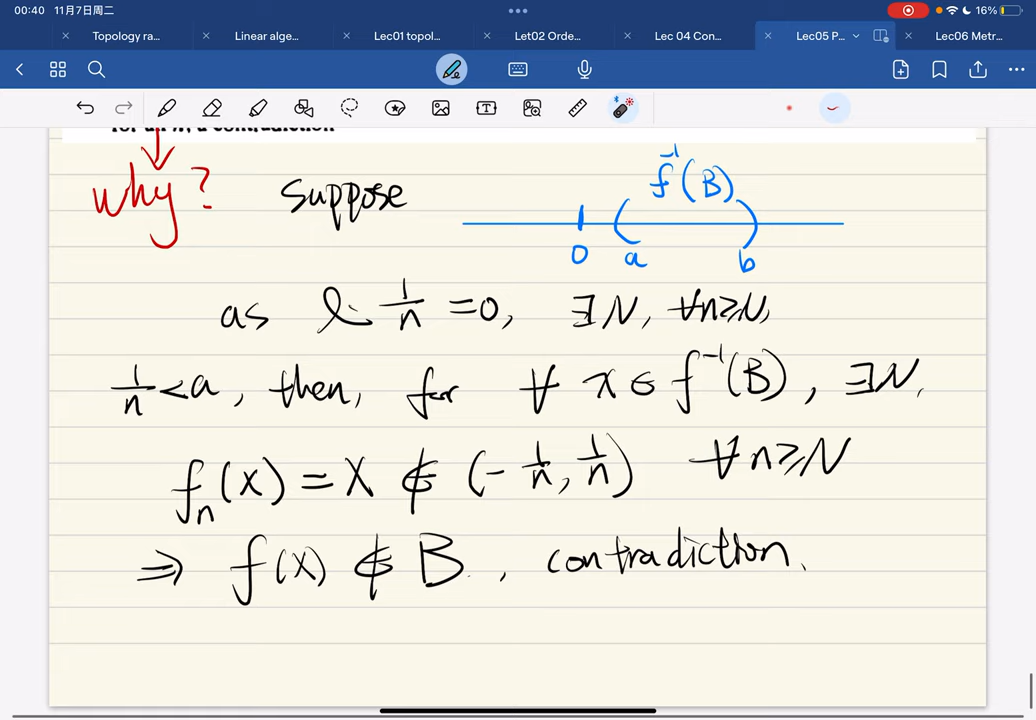 00:40 11月7日周二
16%
Topology ra...
Linear alge...
Lec01 topol...
Let02 Orde...
Lec 04 Con...
Lec05 P...
Lec06 Metr...
T
why?
suppose
f⁻¹(B)
0 a b
as l· 1/n = 0, ∃N, ∀n≥N,
1/n < a, then, for ∀ x ∈ f⁻¹(B), ∃N,
fₙ(x) = x ∉ (-1/n, 1/n) ∀n≥N
⇒ f(x) ∉ B, contradiction.